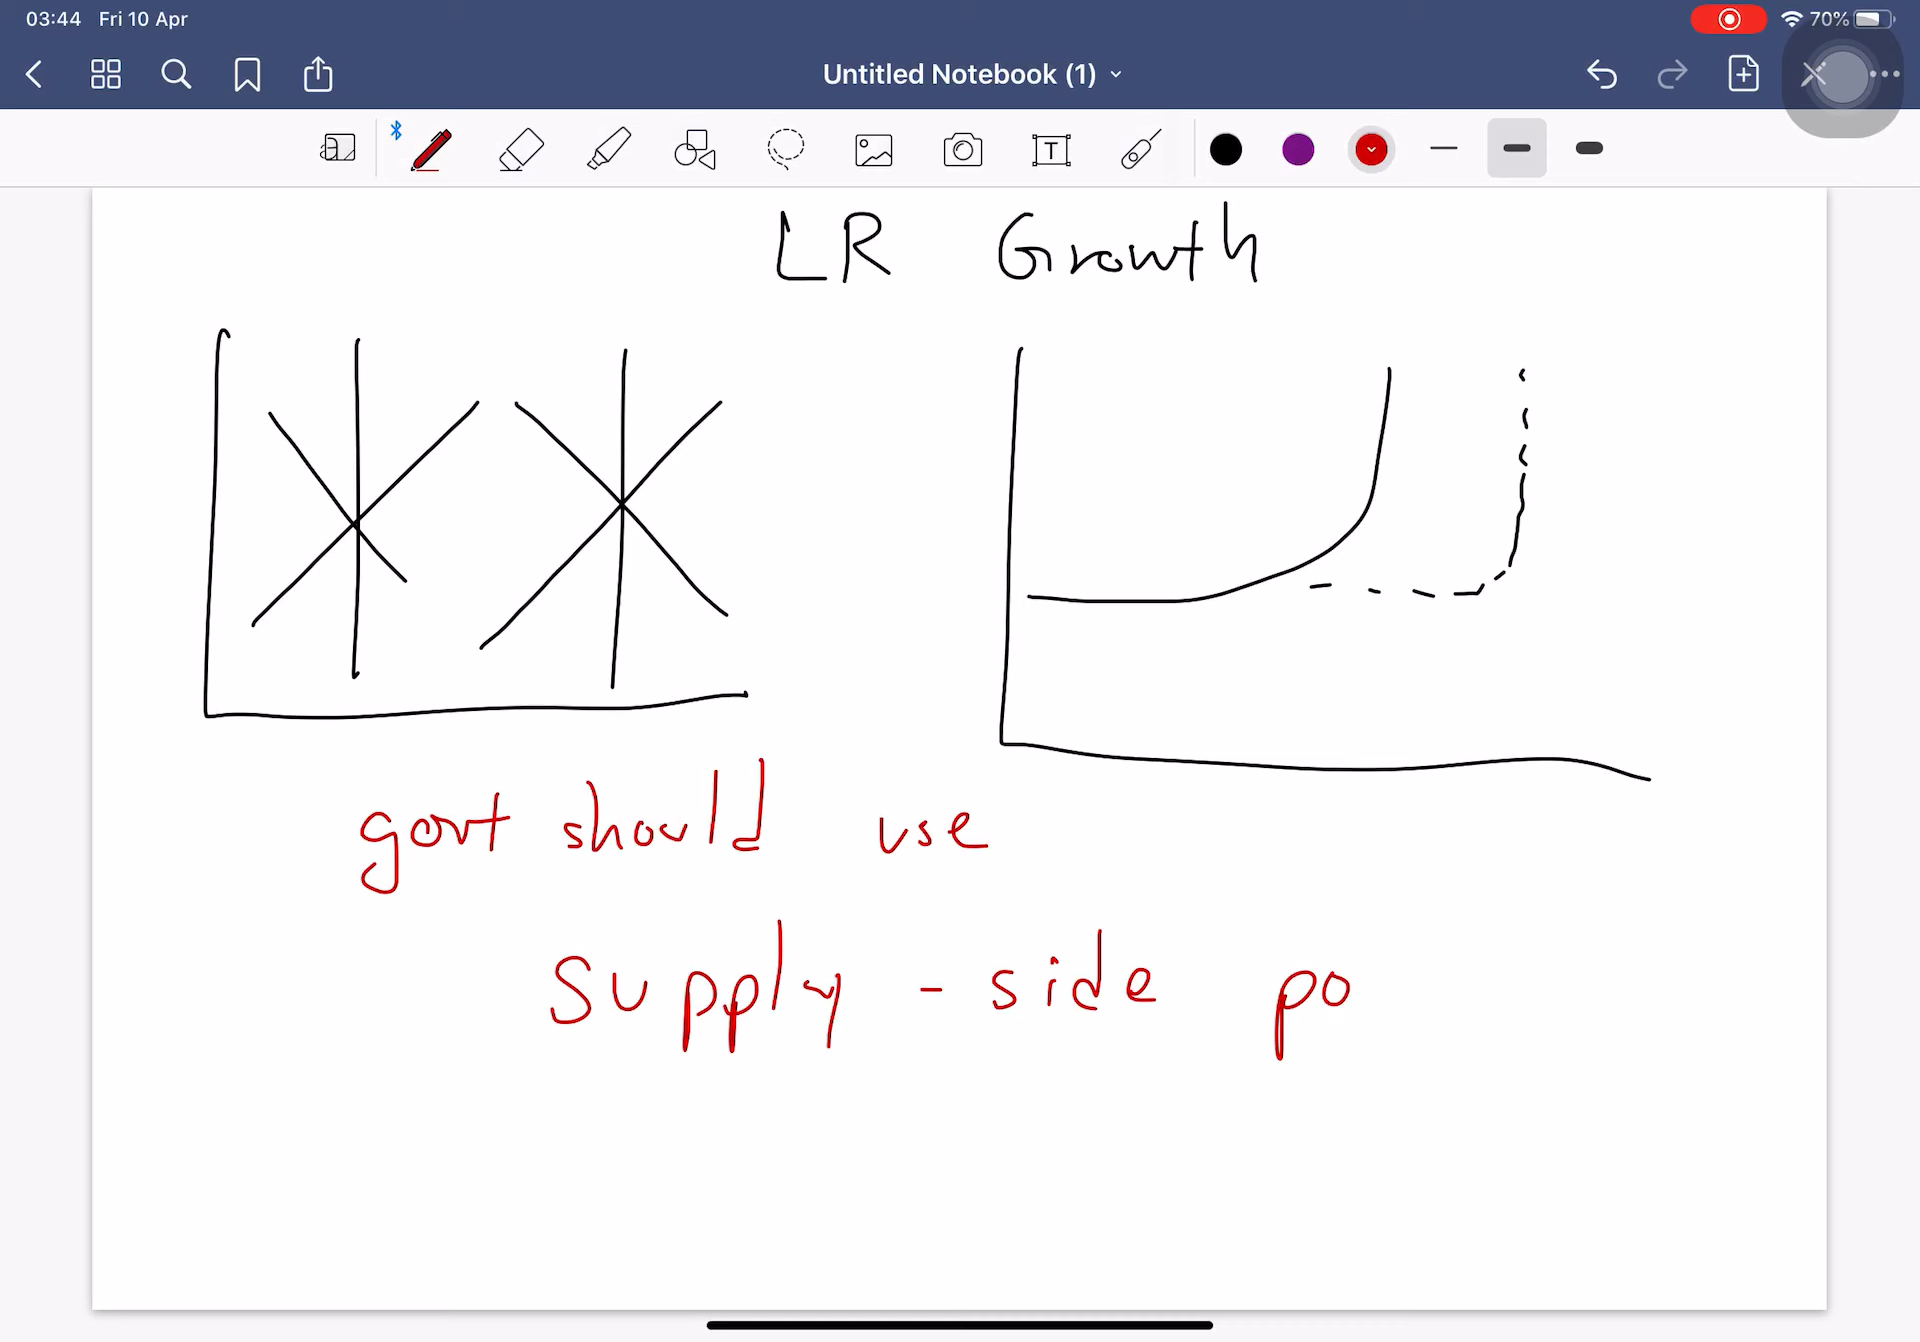 03:44 Fri 10 Apr
70%
Untitled Notebook (1)
LR Growth
govt should use
supply - side po